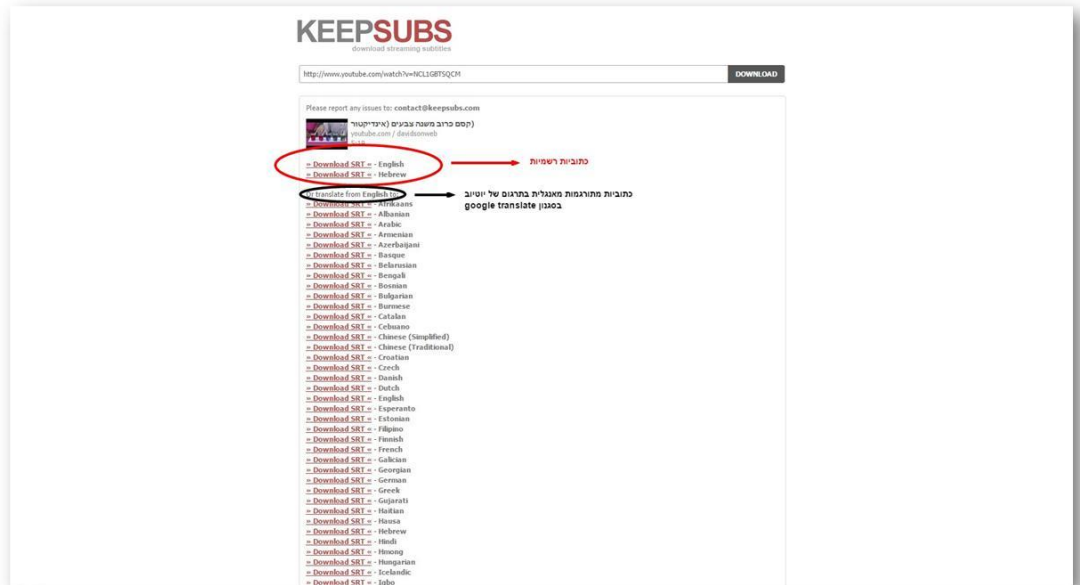 KEEPSUBS
download streaming subtitles
http://www.youtube.com/watch?v=NCL1GBTSQCM
DOWNLOAD
Please report any issues to: contact@keepsubs.com
קסם כרוב משנה צבעים (אינדיקטור)
youtube.com / davidsonweb
» Download SRT « - English
» Download SRT « - Hebrew
כתוביות רשמיות
Or translate from English to:
כתוביות מתורגמות מאנגלית בתרגום של יוטיוב
בסגנון google translate
» Download SRT « - Afrikaans
» Download SRT « - Albanian
» Download SRT « - Arabic
» Download SRT « - Armenian
» Download SRT « - Azerbaijani
» Download SRT « - Basque
» Download SRT « - Belarusian
» Download SRT « - Bengali
» Download SRT « - Bosnian
» Download SRT « - Bulgarian
» Download SRT « - Burmese
» Download SRT « - Catalan
» Download SRT « - Cebuano
» Download SRT « - Chinese (Simplified)
» Download SRT « - Chinese (Traditional)
» Download SRT « - Croatian
» Download SRT « - Czech
» Download SRT « - Danish
» Download SRT « - Dutch
» Download SRT « - English
» Download SRT « - Esperanto
» Download SRT « - Estonian
» Download SRT « - Filipino
» Download SRT « - Finnish
» Download SRT « - French
» Download SRT « - Galician
» Download SRT « - Georgian
» Download SRT « - German
» Download SRT « - Greek
» Download SRT « - Gujarati
» Download SRT « - Haitian
» Download SRT « - Hausa
» Download SRT « - Hebrew
» Download SRT « - Hindi
» Download SRT « - Hmong
» Download SRT « - Hungarian
» Download SRT « - Icelandic
» Download SRT « - Igbo